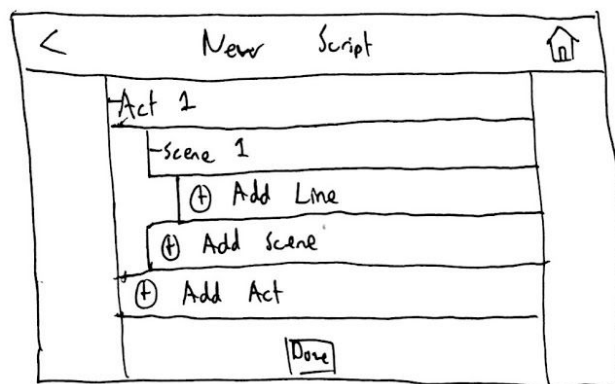 New Script
Act 1
Scene 1
+ Add Line
+ Add Scene
+ Add Act
Done